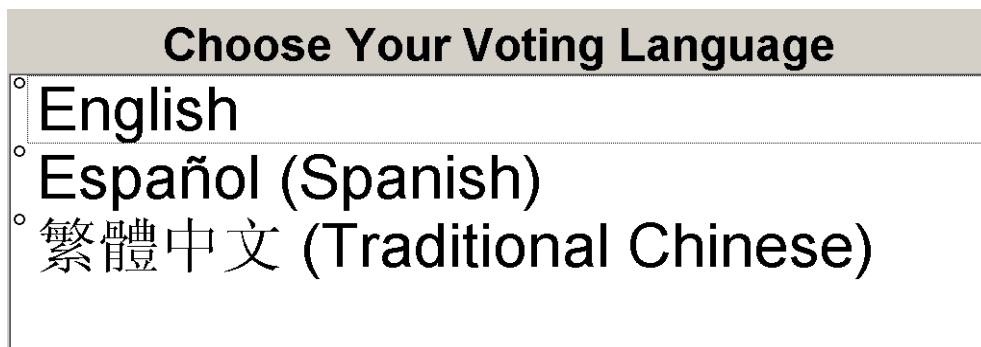 Choose Your Voting Language
English
Español (Spanish)
繁體中文 (Traditional Chinese)